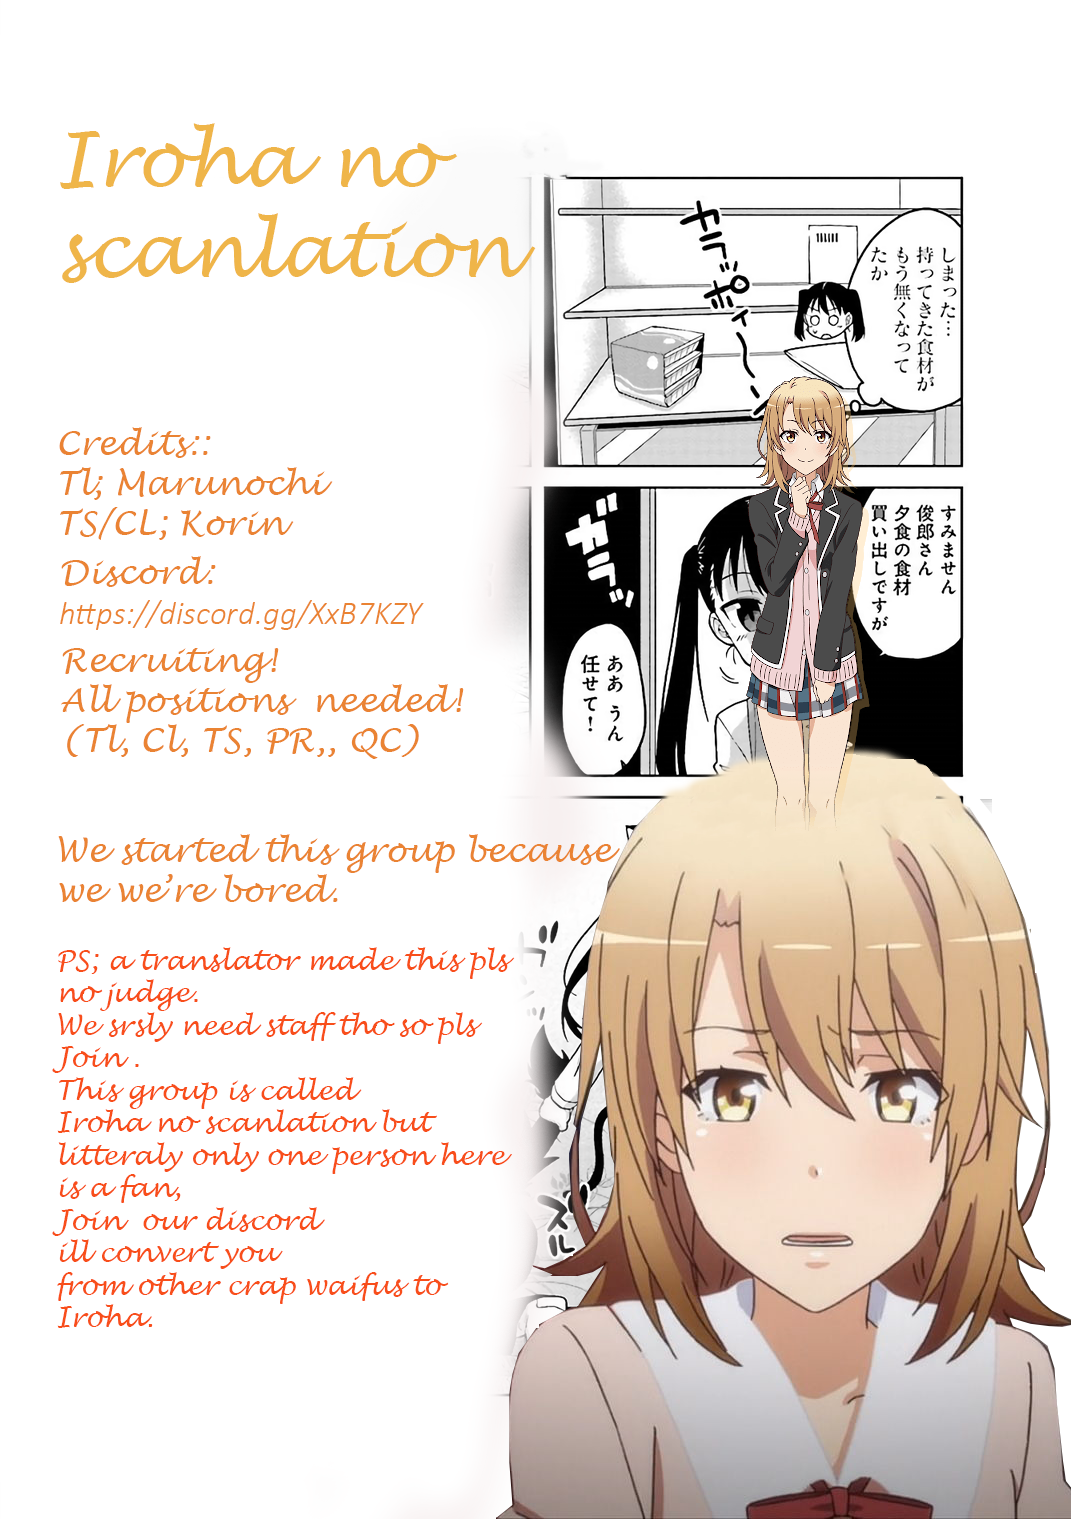 Iroha no
scanlation
Credits::
Tl; Marunochi
TS/CL; Korin
Discord:
https://discord.gg/XxB7KZY
Recruiting!
All positions needed!
(Tl, Cl, TS, PR,, QC)
We started this group because
we we're bored.
PS; a translator made this pls
no judge.
We srsly need staff tho so pls
Join .
This group is called
Iroha no scanlation but
litteraly only one person here
is a fan,
Join our discord
ill convert you
from other crap waifus to
Iroha.
しまった…
持ってきた食材が
もう無くなって
たか
カラッ
ポィ〜
すみません
俊郎さん
夕食の食材
買い出しですが
ガラッ
ああ うん
任せて！
ズル